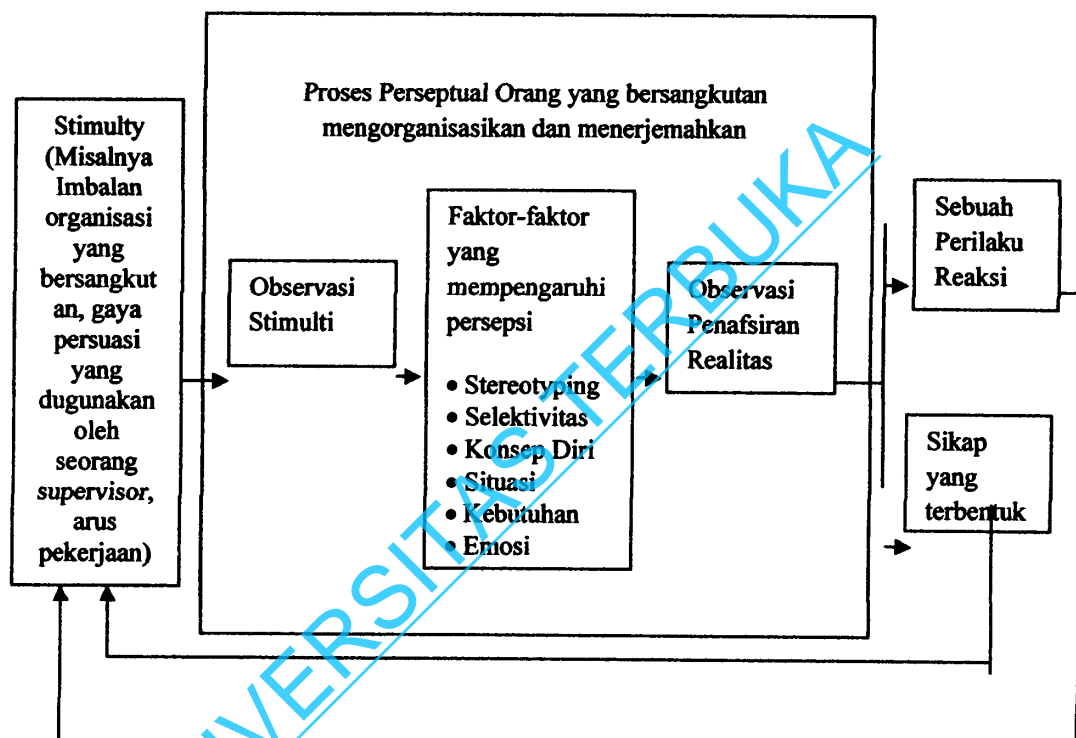 Proses Perseptual Orang yang bersangkutan
mengorganisasikan dan menerjemahkan
Stimulty
(Misalnya
Imbalan
organisasi
yang
bersangkut
an, gaya
persuasi
yang
dugunakan
oleh
seorang
supervisor,
arus
pekerjaan)
Observasi
Stimulti
Faktor-faktor
yang
mempengaruhi
persepsi
• Stereotyping
• Selektivitas
• Konsep Diri
• Situasi
• Kebutuhan
• Emosi
Observasi
Penafsiran
Realitas
Sebuah
Perilaku
Reaksi
Sikap
yang
terbentuk
IVERSITAS TERBUKA